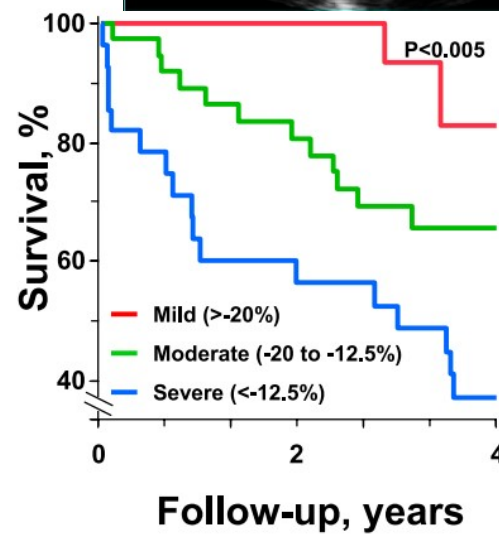 100
P<0.005
80
Survival, %
60
Mild (>-20%)
Moderate (-20 to -12.5%)
40
Severe (<-12.5%)
0 2 4
Follow-up, years